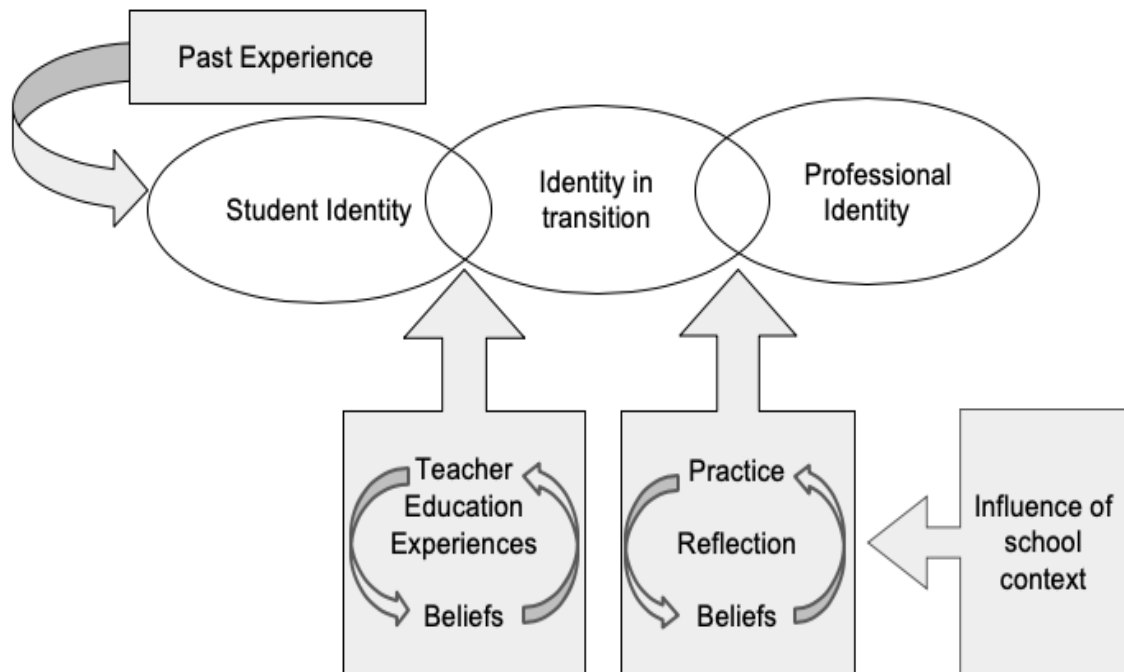 Past Experience
Student Identity
Identity in
transition
Professional
Identity
Teacher
Education
Experiences
Beliefs
Practice
Reflection
Beliefs
Influence of
school
context